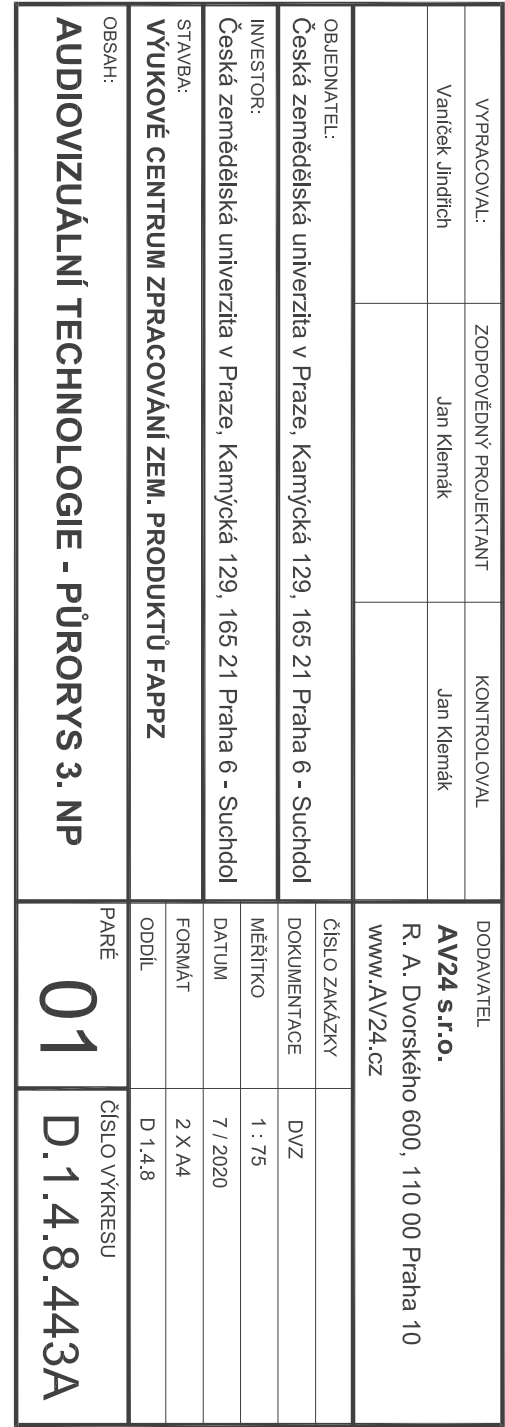 VYPRACOVAL:
ZODPOVĚDNÝ PROJEKTANT
KONTROLOVAL
Vaníček Jindřich
Jan Klemák
Jan Klemák
DODAVATEL
AV24 s.r.o.
R. A. Dvorského 600, 110 00 Praha 10
www.AV24.cz
OBJEDNATEL:
Česká zemědělská univerzita v Praze, Kamýcká 129, 165 21 Praha 6 - Suchdol
INVESTOR:
Česká zemědělská univerzita v Praze, Kamýcká 129, 165 21 Praha 6 - Suchdol
STAVBA:
VÝUKOVÉ CENTRUM ZPRACOVÁNÍ ZEM. PRODUKTŮ FAPPZ
OBSAH:
AUDIOVIZUÁLNÍ TECHNOLOGIE - PŮRORYS 3. NP
ČÍSLO ZAKÁZKY
DOKUMENTACE DVZ
MĚŘÍTKO 1 : 75
DATUM 7 / 2020
FORMÁT 2 X A4
ODDÍL D 1.4.8
PARÉ
01
ČÍSLO VÝKRESU
D.1.4.8.443A